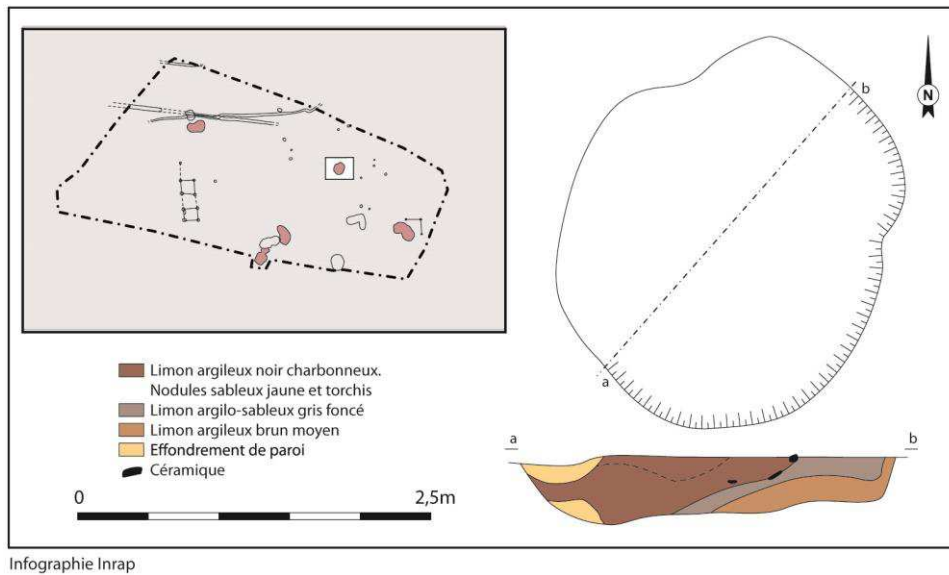 b
N
a
Limon argileux noir charbonneux.
Nodules sableux jaune et torchis
Limon argilo-sableux gris foncé
Limon argileux brun moyen
Effondrement de paroi
Céramique
a
b
0
2,5m
Infographie Inrap